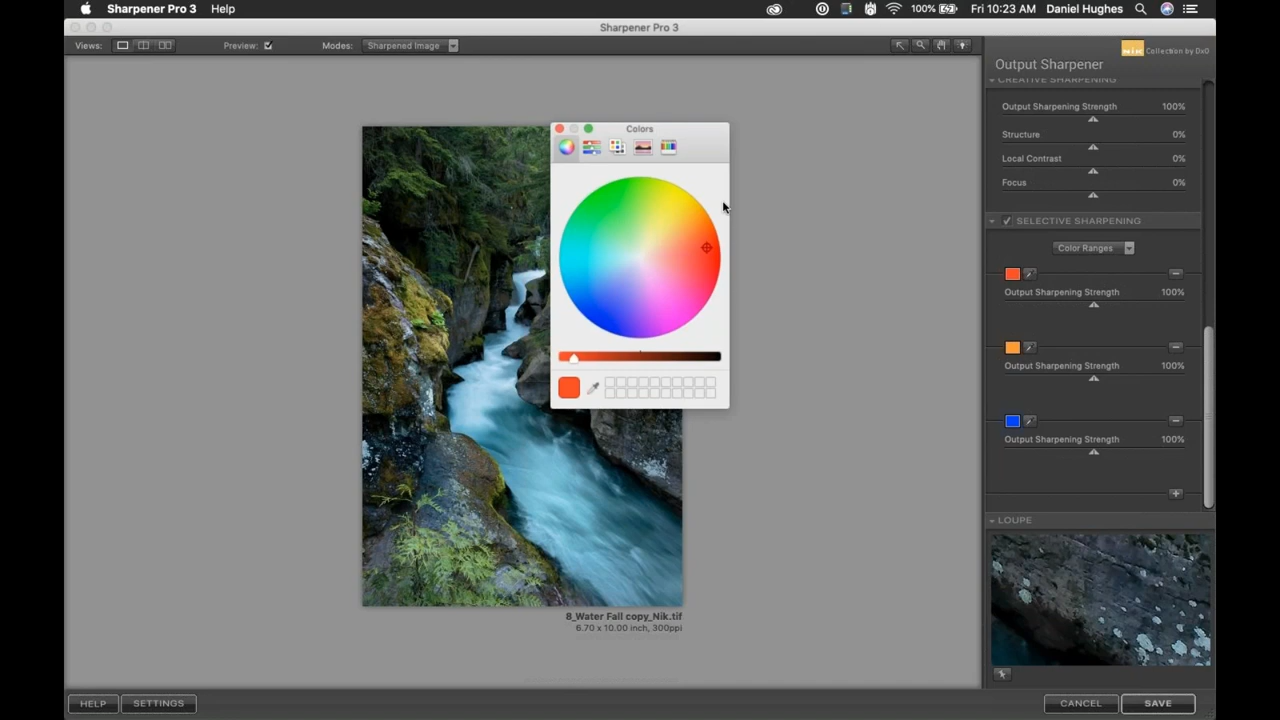 Sharpener Pro 3 Help 100% Fri 10:23 AM Daniel Hughes
Sharpener Pro 3
Views: Preview: Modes: Sharpened Image
Nik Collection by DxO
Output Sharpener
CREATIVE SHARPENING
Output Sharpening Strength 100%
Structure 0%
Local Contrast 0%
Focus 0%
SELECTIVE SHARPENING
Color Ranges
Output Sharpening Strength 100%
Output Sharpening Strength 100%
Output Sharpening Strength 100%
LOUPE
Colors
8_Water Fall copy_Nik.tif
6.70 x 10.00 inch, 300ppi
HELP SETTINGS CANCEL SAVE